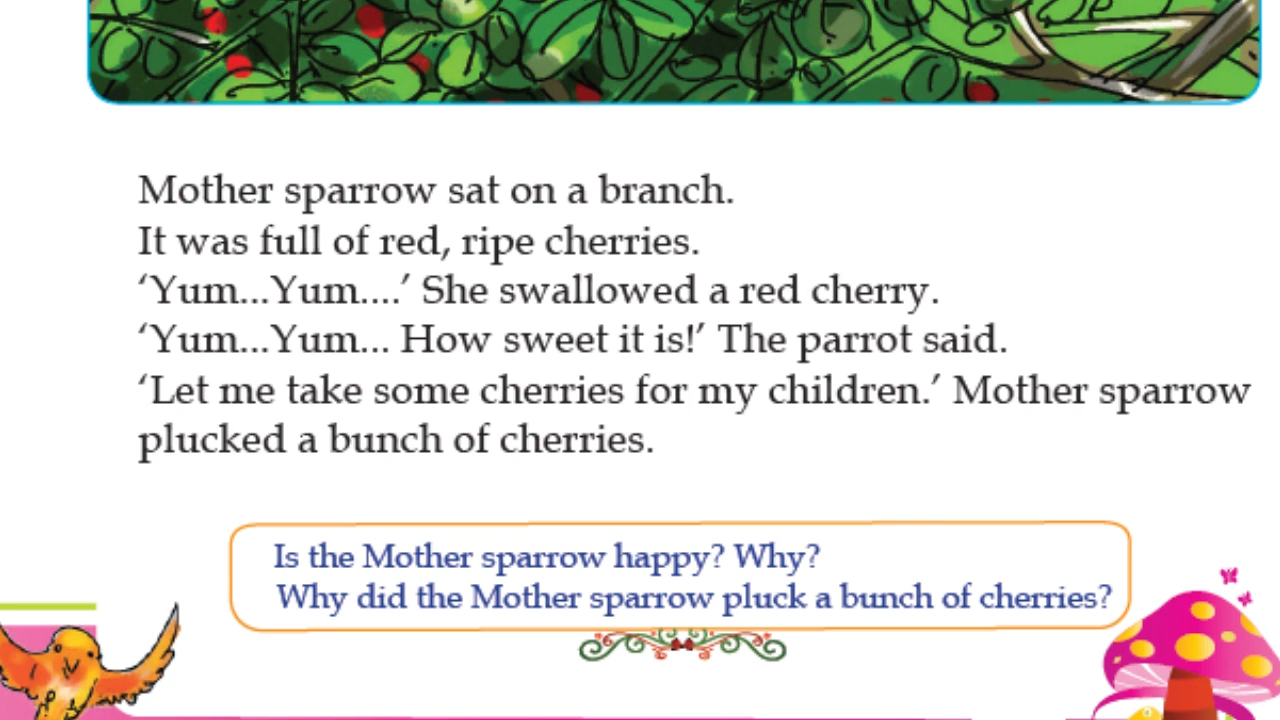 Mother sparrow sat on a branch.
It was full of red, ripe cherries.
‘Yum...Yum....’ She swallowed a red cherry.
‘Yum...Yum... How sweet it is!’ The parrot said.
‘Let me take some cherries for my children.’ Mother sparrow
plucked a bunch of cherries.
Is the Mother sparrow happy? Why?
Why did the Mother sparrow pluck a bunch of cherries?